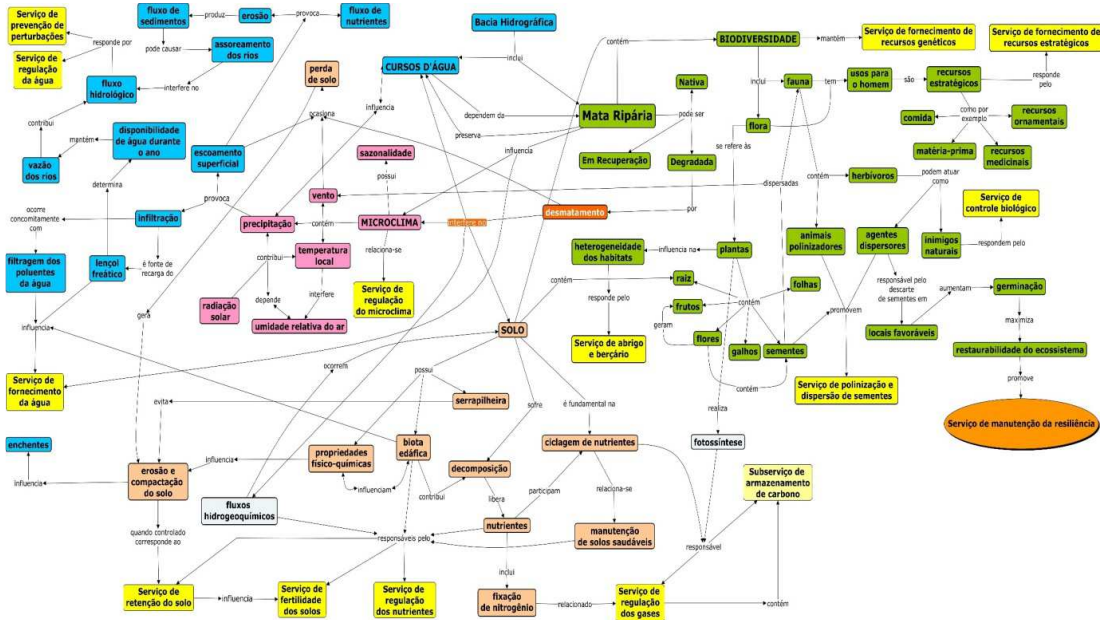 Serviço de
prevenção de
perturbações
Serviço de
regulação
da água
responde por
fluxo de
sedimentos
produz
erosão
provoca
fluxo de
nutrientes
pode causar
assoreamento
dos rios
fluxo
hidrológico
interfere no
contribui
mantém
disponibilidade
de água durante
o ano
vazão
dos rios
determina
escoamento
superficial
provoca
ocorre
concomitamente
com
infiltração
filtragem dos
poluentes
da água
lençol
freático
é fonte de
recarga do
influencia
Serviço de
fornecimento
da água
enchentes
Influencia
Bacia Hidrográfica
inclui
CURSOS D'ÁGUA
perda
de solo
influencia
ocasiona
dependem da
preserva
Mata Ripária
contém
influencia
sazonalidade
possui
vento
precipitação
MICROCLIMA
contém
contribui
temperatura
local
relaciona-se
radiação
solar
depende
interfere
umidade relativa do ar
Serviço de
regulação
do microclima
interfere no
desmatamento
por
Nativa
pode ser
Em Recuperação
Degradada
BIODIVERSIDADE
mantém
Serviço de fornecimento de
recursos genéticos
Serviço de fornecimento de
recursos estratégicos
inclui
fauna
tem
usos para
o homem
são
recursos
estratégicos
responde
pelo
flora
se refere às
comida
como por
exemplo
recursos
ornamentais
matéria-prima
recursos
medicinais
dispersadas
contém
herbívoros
podem atuar
como
Serviço de
controle biológico
animais
polinizadores
agentes
dispersores
inimigos
naturais
respondem pelo
heterogeneidade
dos habitats
influencia na
plantas
contém
raiz
folhas
frutos
contém
geram
flores
galhos
sementes
contém
promovem
responde pelo
Serviço de abrigo
e berçário
responsável pelo
descarte
de sementes em
aumentam
germinação
locais favoráveis
maximiza
restaurabilidade do ecossistema
promove
Serviço de manutenção da resiliência
Serviço de polinização e
dispersão de sementes
gera
SOLO
ocorrem
possui
sofre
é fundamental na
realiza
serrapilheira
evita
propriedades
físico-químicas
biota
edáfica
decomposição
ciclagem de nutrientes
fotossíntese
influencia
influenciam
contribui
erosão e
compactação
do solo
fluxos
hidrogeoquímicos
libera
participam
relaciona-se
Subserviço de
armazenamento
de carbono
nutrientes
manutenção
de solos saudáveis
responsável
quando controlado
corresponde ao
responsáveis pelo
inclui
Serviço de
retenção do solo
influencia
Serviço de
fertilidade
dos solos
Serviço de
regulação
dos nutrientes
fixação
de nitrogênio
relacionado
Serviço de
regulação
dos gases
contém